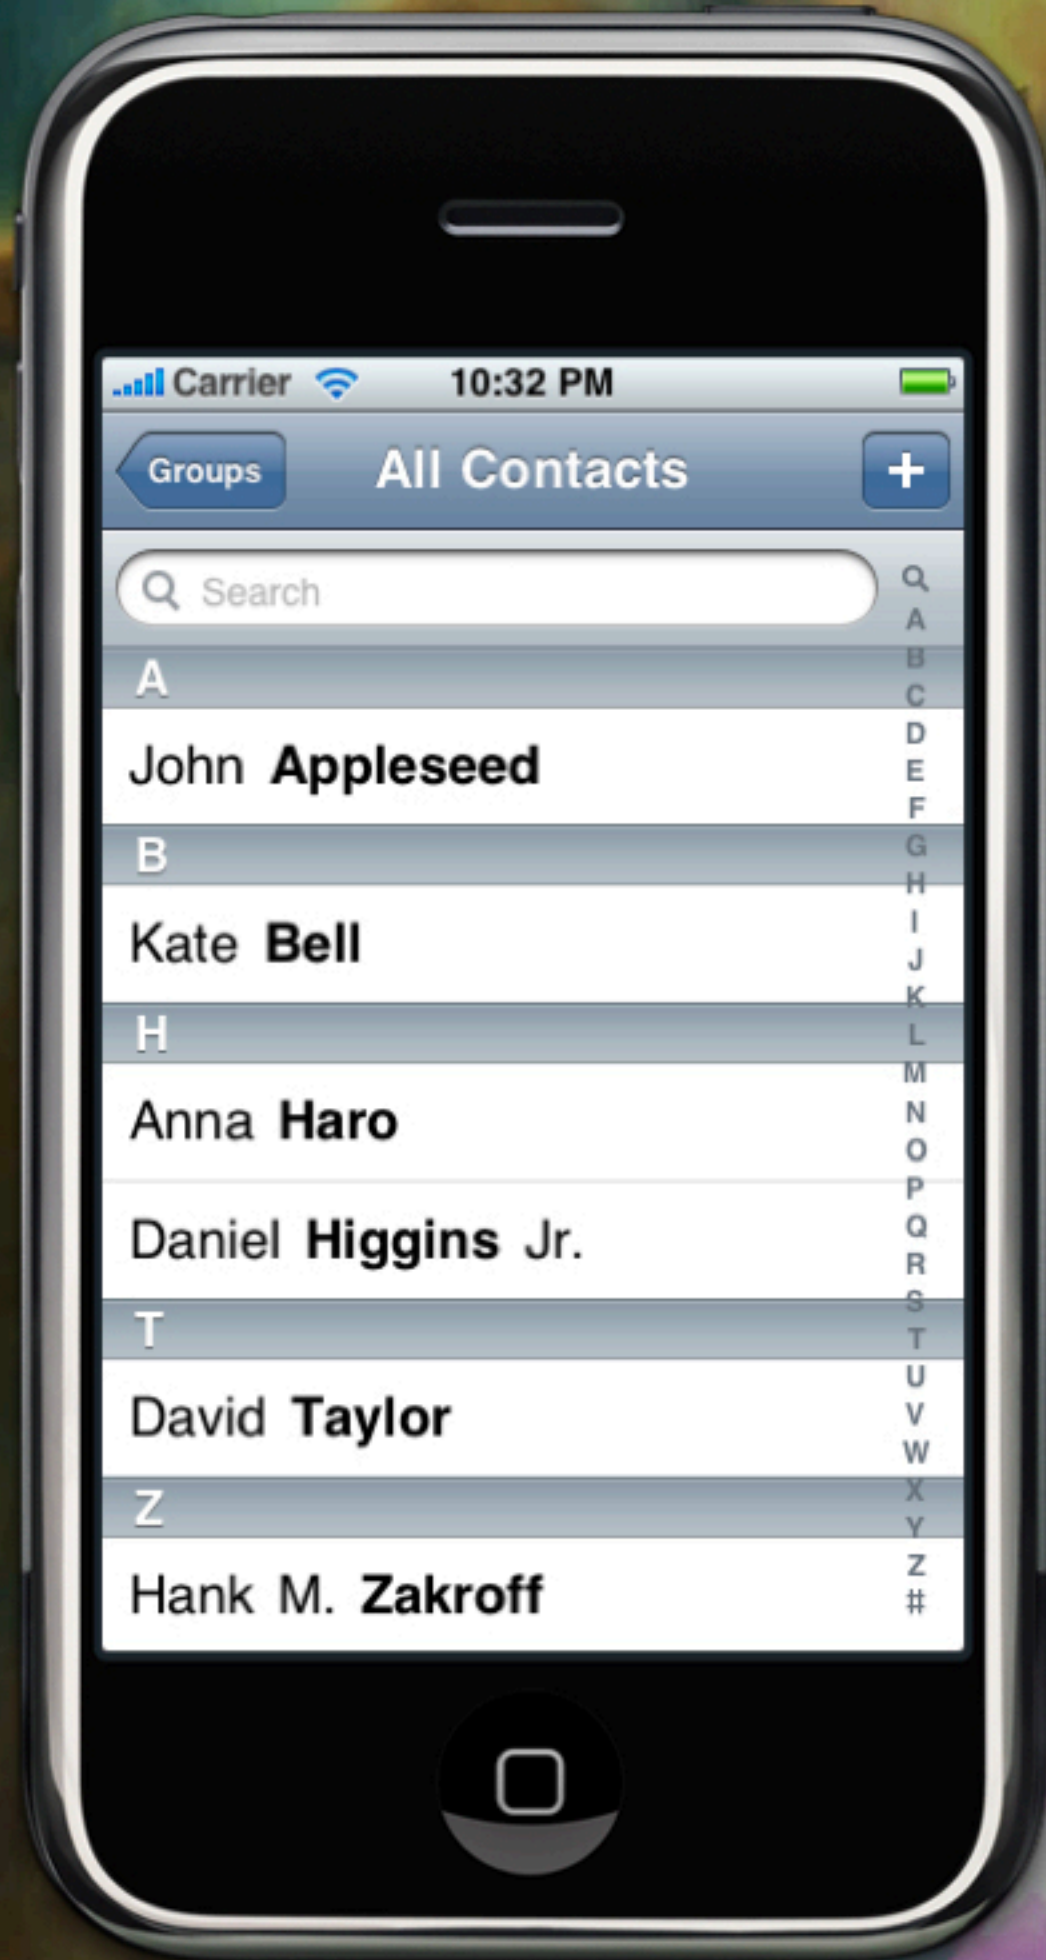 Carrier 10:32 PM
Groups All Contacts +
Search
A
John Appleseed
B
Kate Bell
H
Anna Haro
Daniel Higgins Jr.
T
David Taylor
Z
Hank M. Zakroff
A
B
C
D
E
F
G
H
I
J
K
L
M
N
O
P
Q
R
S
T
U
V
W
X
Y
Z
#